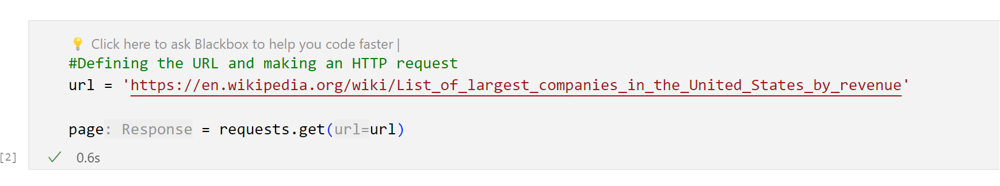 💡 Click here to ask Blackbox to help you code faster |
#Defining the URL and making an HTTP request
url = 'https://en.wikipedia.org/wiki/List_of_largest_companies_in_the_United_States_by_revenue'
page: Response = requests.get(url=url)
[2] ✓ 0.6s